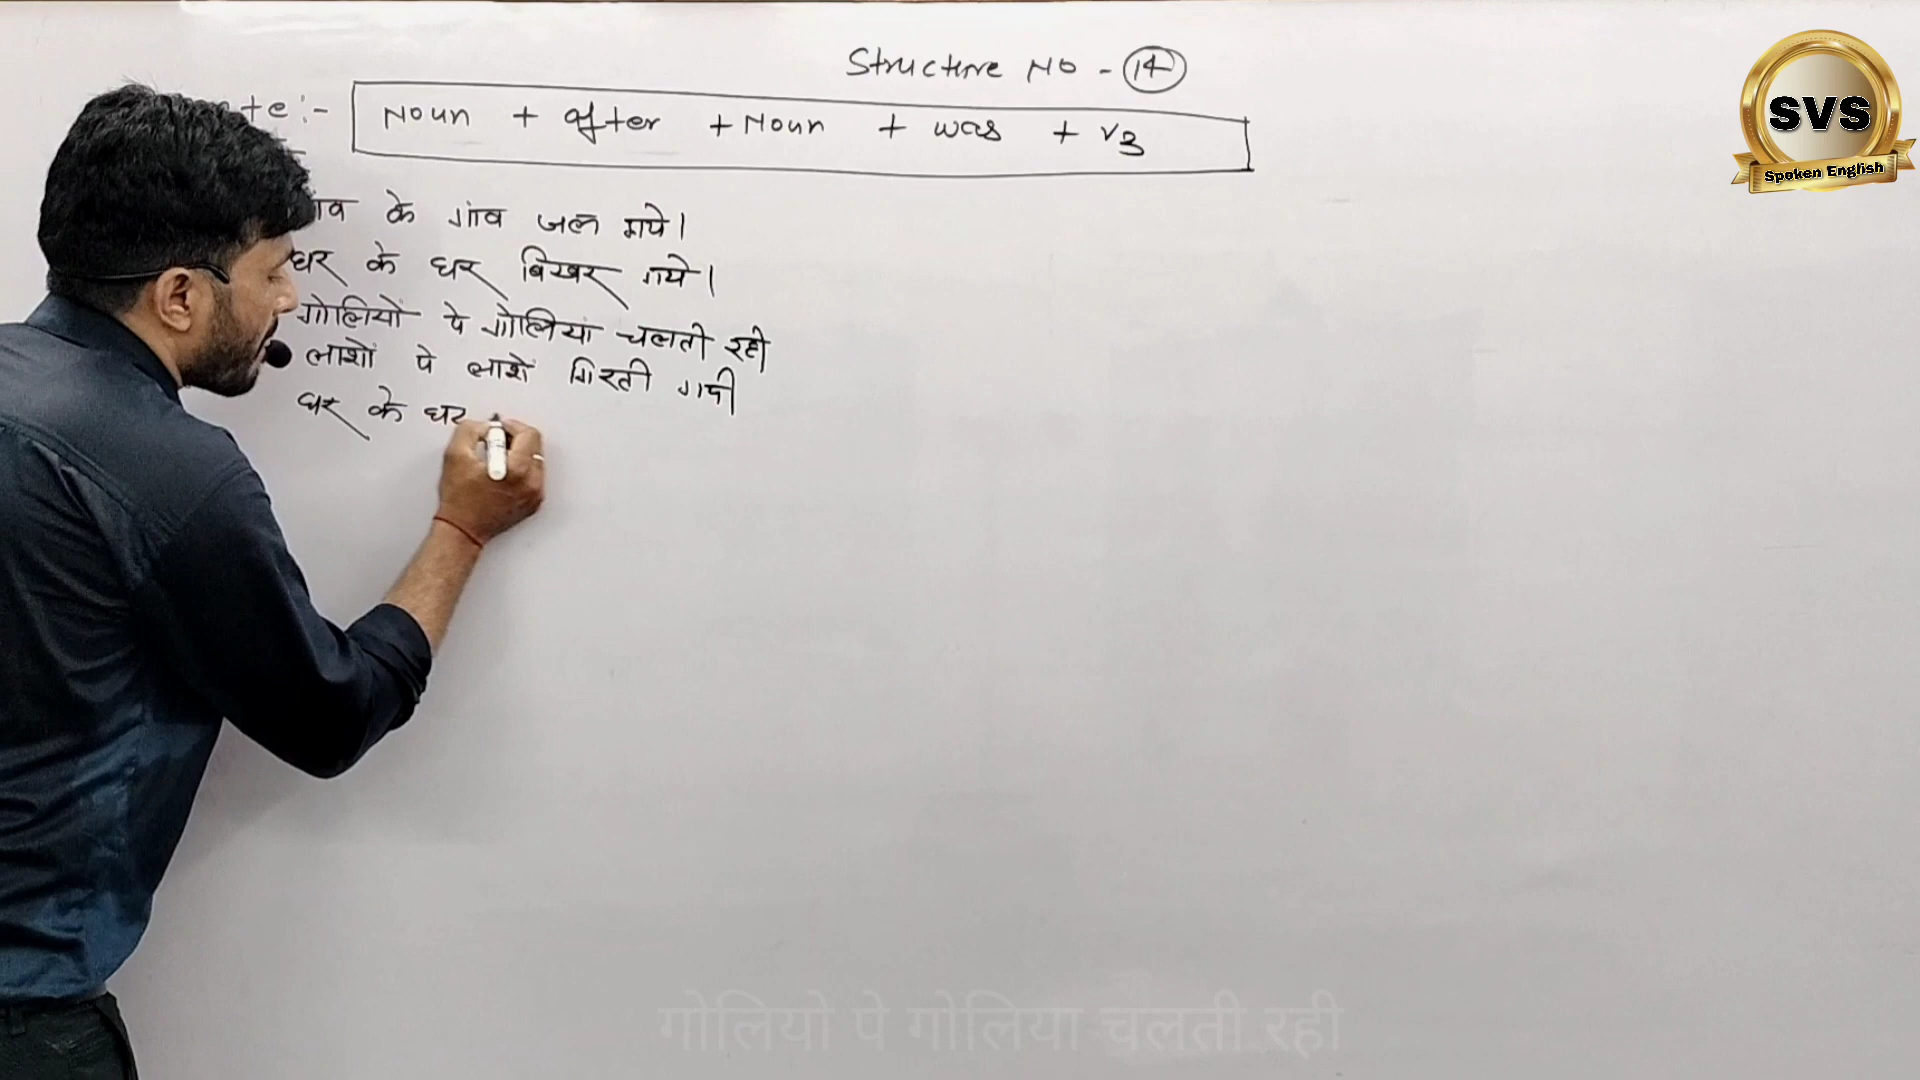 Structure No - 14
Noun + after + Noun + was + V3
के गांव जल गये।
घर के घर बिखर गये।
गोलियों पे गोलियां चलती रही
लाशों पे लाशें गिरती गयी
घर के घर
SVS
Spoken English
गोलियो पे गोलिया चलती रही